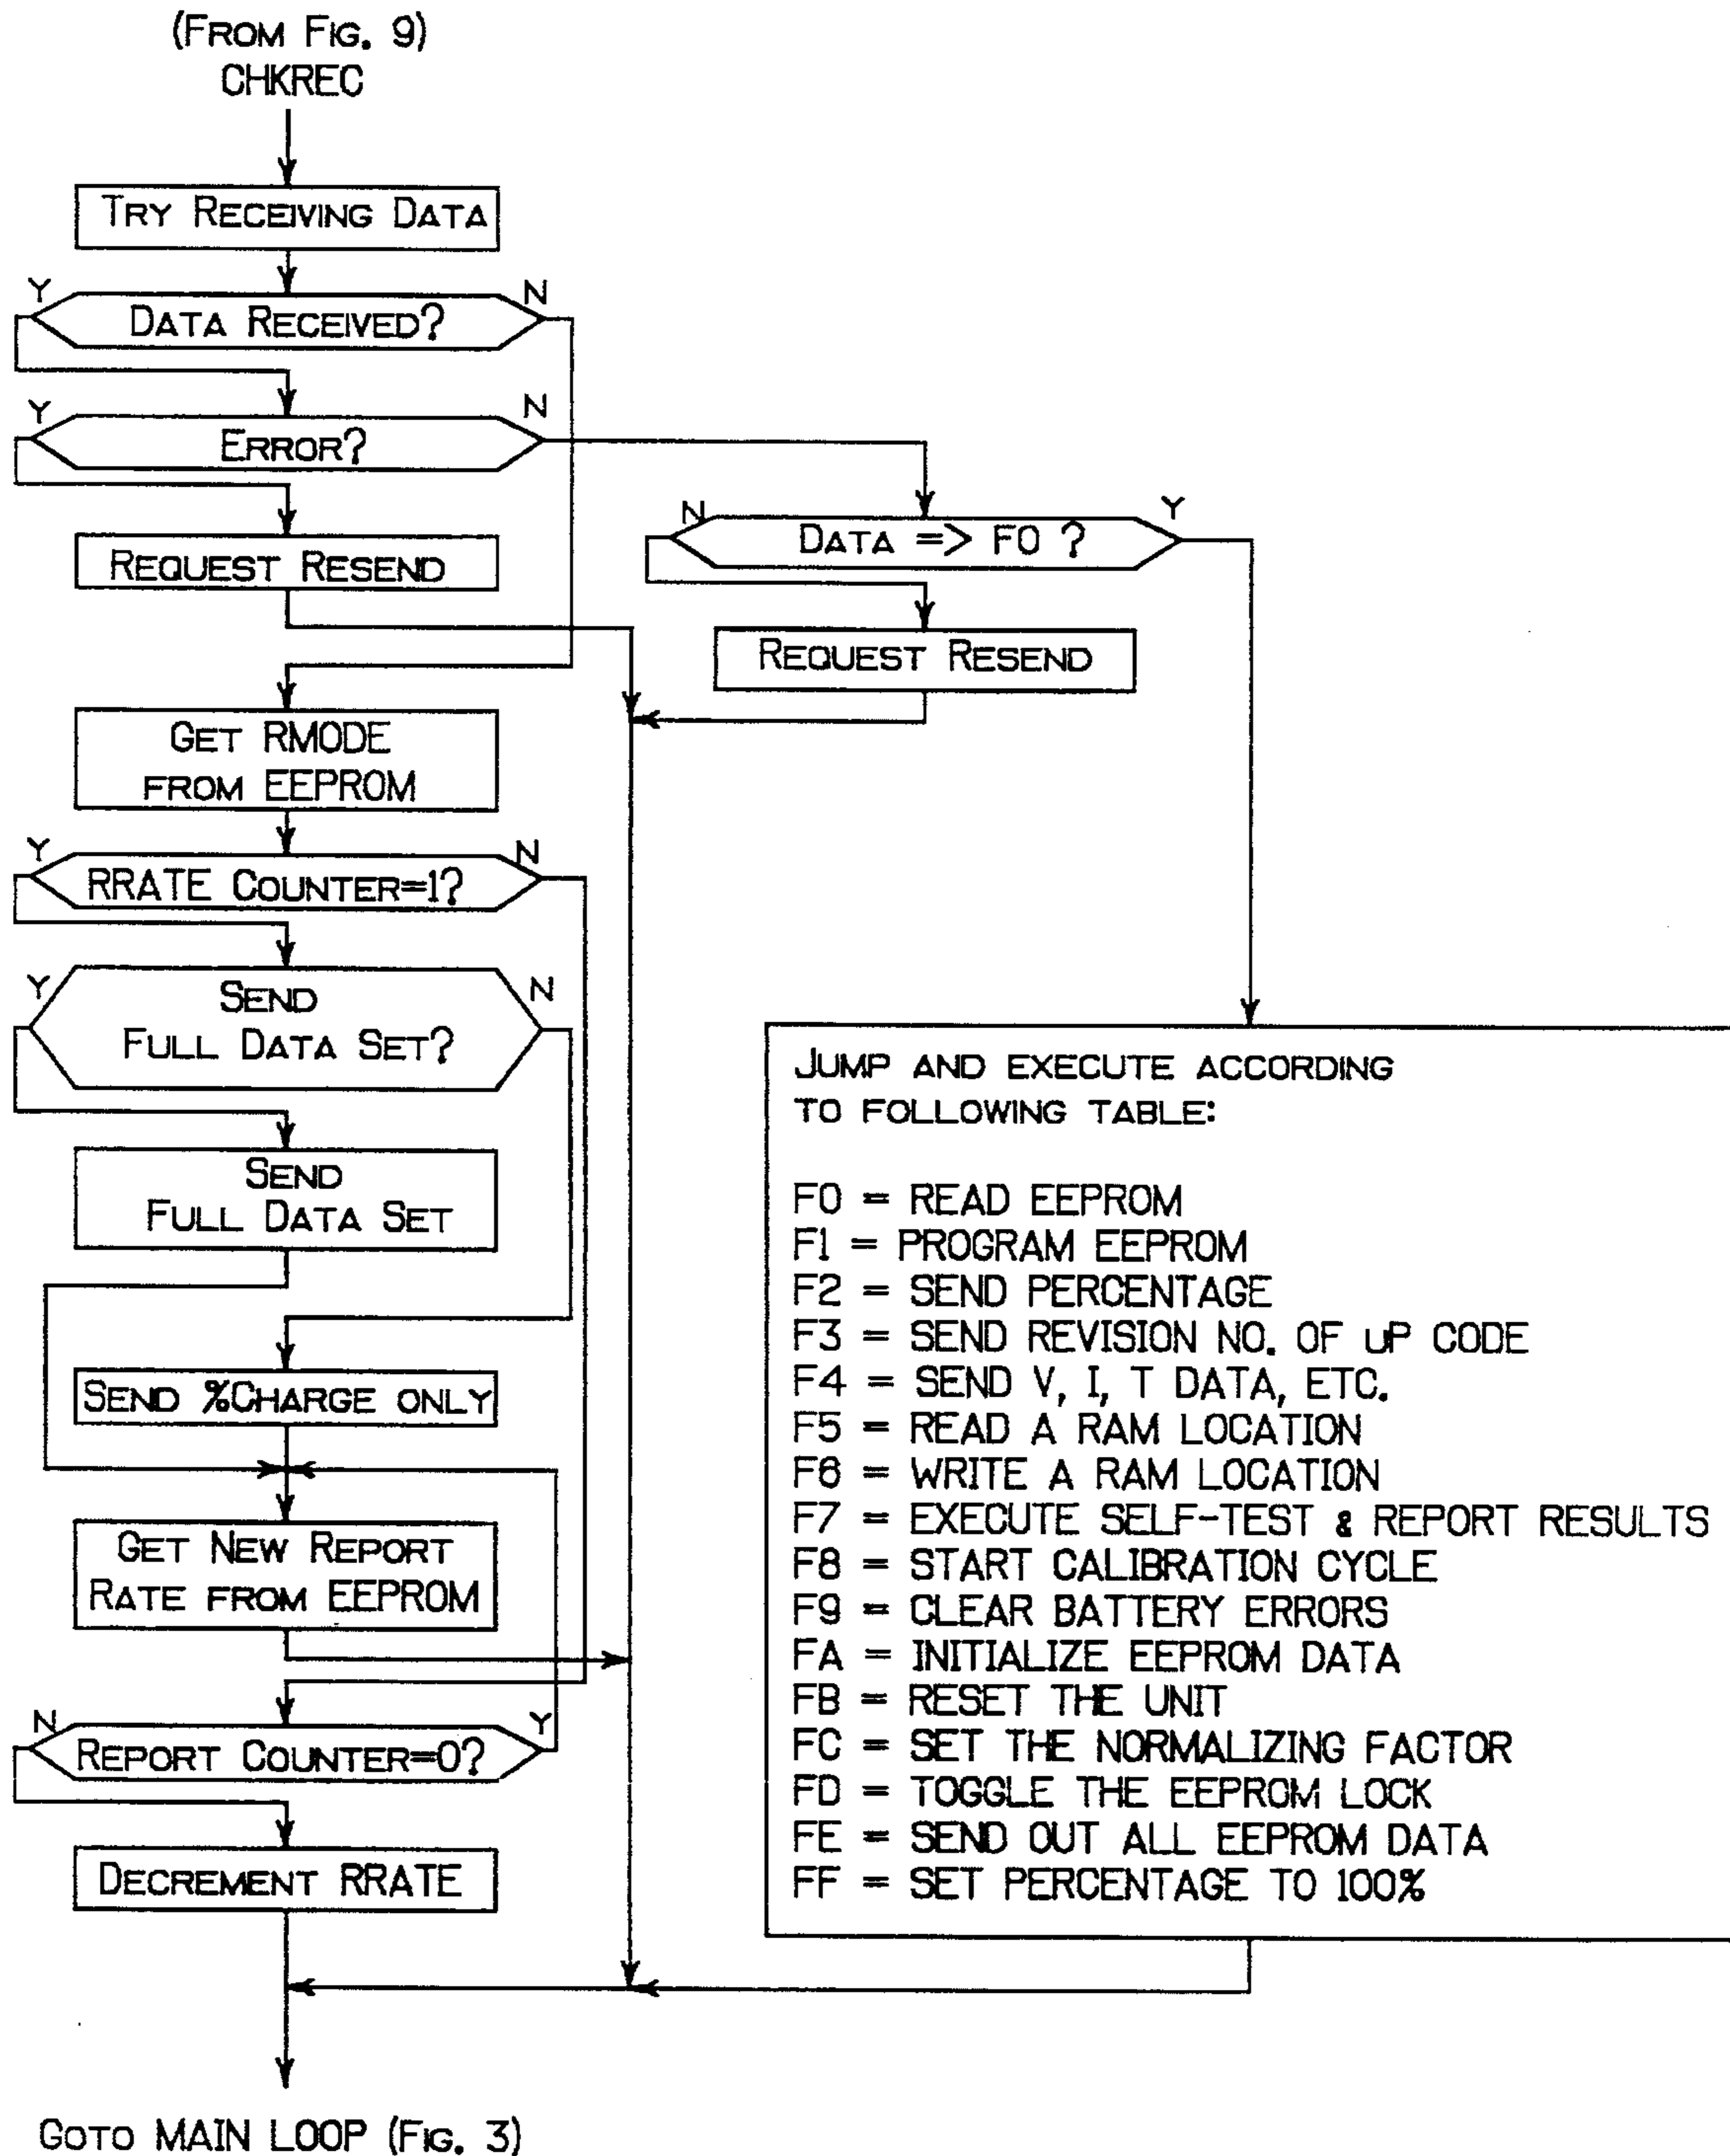 (FROM FIG. 9)
CHKREC
TRY RECEIVING DATA
Y
N
DATA RECEIVED?
Y
N
ERROR?
N
Y
DATA => F0 ?
REQUEST RESEND
REQUEST RESEND
GET RMODE
FROM EEPROM
Y
N
RRATE COUNTER=1?
Y
N
SEND
FULL DATA SET?
SEND
FULL DATA SET
SEND %CHARGE ONLY
GET NEW REPORT
RATE FROM EEPROM
N
Y
REPORT COUNTER=0?
DECREMENT RRATE
JUMP AND EXECUTE ACCORDING
TO FOLLOWING TABLE:
F0 = READ EEPROM
F1 = PROGRAM EEPROM
F2 = SEND PERCENTAGE
F3 = SEND REVISION NO. OF uP CODE
F4 = SEND V, I, T DATA, ETC.
F5 = READ A RAM LOCATION
F6 = WRITE A RAM LOCATION
F7 = EXECUTE SELF-TEST & REPORT RESULTS
F8 = START CALIBRATION CYCLE
F9 = CLEAR BATTERY ERRORS
FA = INITIALIZE EEPROM DATA
FB = RESET THE UNIT
FC = SET THE NORMALIZING FACTOR
FD = TOGGLE THE EEPROM LOCK
FE = SEND OUT ALL EEPROM DATA
FF = SET PERCENTAGE TO 100%
GOTO MAIN LOOP (FIG. 3)